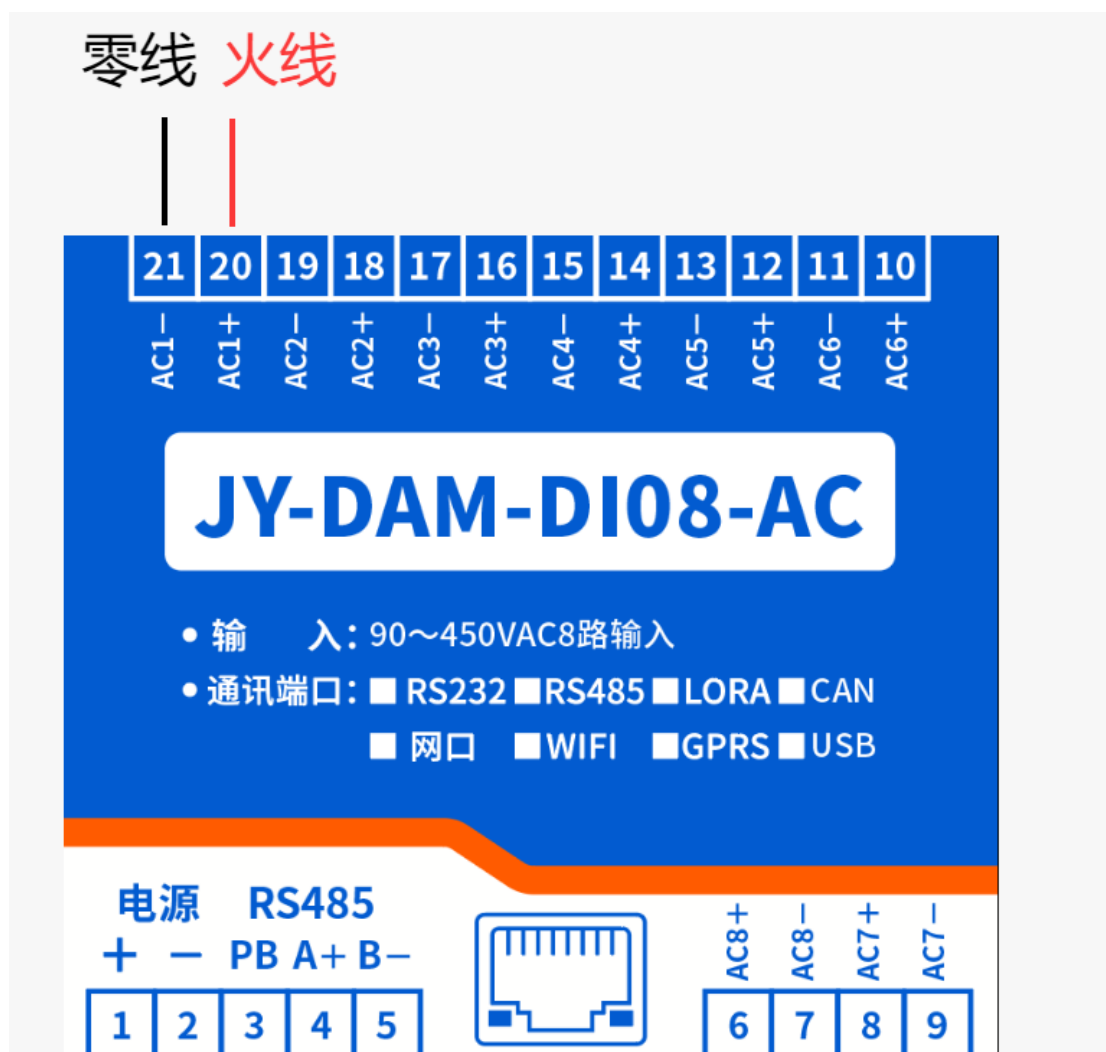 零线 火线
21 20 19 18 17 16 15 14 13 12 11 10
AC1− AC1+ AC2− AC2+ AC3− AC3+ AC4− AC4+ AC5− AC5+ AC6− AC6+
JY-DAM-DI08-AC
• 输 入：90～450VAC8路输入
• 通讯端口：■ RS232 ■RS485 ■LORA ■CAN
■ 网口 ■WIFI ■GPRS ■USB
电源 RS485
+ − PB A+ B−
AC8+ AC8− AC7+ AC7−
1 2 3 4 5
6 7 8 9